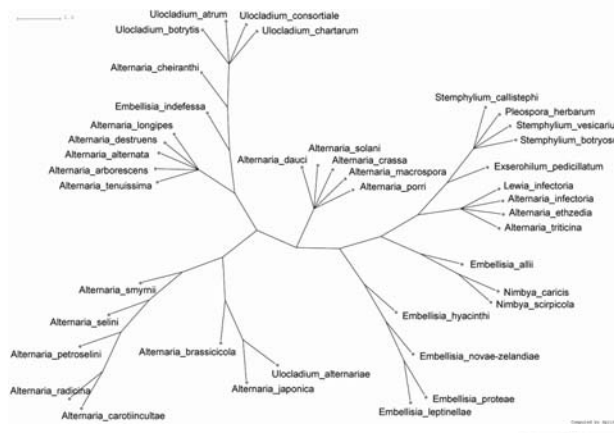 Ulocladium_atrum
Ulocladium_consortiale
Ulocladium_botrytis
Ulocladium_chartarum
Alternaria_cheiranthi
Embellisia_indefessa
Alternaria_longipes
Alternaria_destruens
Alternaria_alternata
Alternaria_arborescens
Alternaria_tenuissima
Alternaria_solani
Alternaria_dauci
Alternaria_crassa
Alternaria_macrospora
Alternaria_porri
Stemphylium_callistephi
Pleospora_herbarum
Stemphylium_vesicariu
Stemphylium_botryos
Exserohilum_pedicillatum
Lewia_infectoria
Alternaria_infectoria
Alternaria_ethzedia
Alternaria_triticina
Embellisia_allii
Nimbya_caricis
Nimbya_scirpicola
Embellisia_hyacinthi
Embellisia_novae-zelandiae
Embellisia_proteae
Embellisia_leptinellae
Alternaria_smyrnii
Alternaria_selini
Alternaria_petroselini
Alternaria_radicina
Alternaria_carotiincultae
Alternaria_brassicicola
Ulocladium_alternariae
Alternaria_japonica